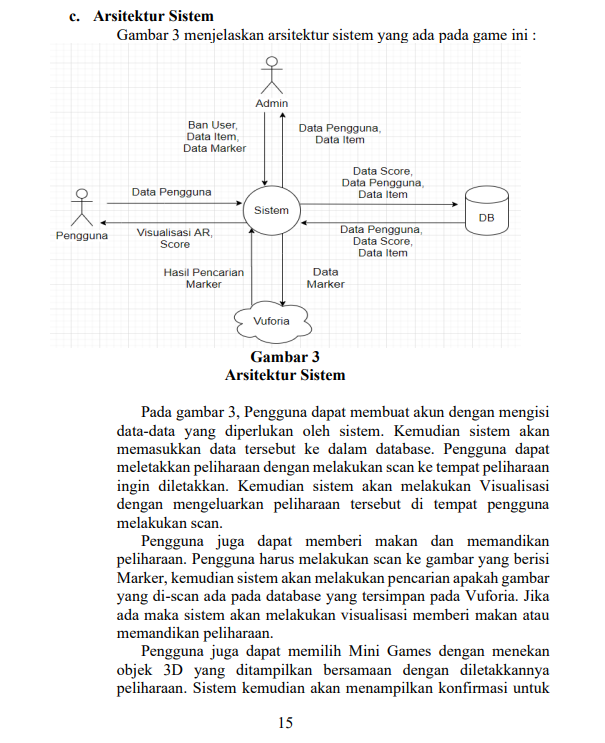 c. Arsitektur Sistem
Gambar 3 menjelaskan arsitektur sistem yang ada pada game ini :
Admin
Ban User,
Data Item,
Data Marker
Data Pengguna,
Data Item
Data Score,
Data Pengguna,
Data Item
Data Pengguna
Sistem
DB
Pengguna
Visualisasi AR,
Score
Data Pengguna,
Data Score,
Data Item
Hasil Pencarian
Marker
Data
Marker
Vuforia
Gambar 3
Arsitektur Sistem
Pada gambar 3, Pengguna dapat membuat akun dengan mengisi
data-data yang diperlukan oleh sistem. Kemudian sistem akan
memasukkan data tersebut ke dalam database. Pengguna dapat
meletakkan peliharaan dengan melakukan scan ke tempat peliharaan
ingin diletakkan. Kemudian sistem akan melakukan Visualisasi
dengan mengeluarkan peliharaan tersebut di tempat pengguna
melakukan scan.
Pengguna juga dapat memberi makan dan memandikan
peliharaan. Pengguna harus melakukan scan ke gambar yang berisi
Marker, kemudian sistem akan melakukan pencarian apakah gambar
yang di-scan ada pada database yang tersimpan pada Vuforia. Jika
ada maka sistem akan melakukan visualisasi memberi makan atau
memandikan peliharaan.
Pengguna juga dapat memilih Mini Games dengan menekan
objek 3D yang ditampilkan bersamaan dengan diletakkannya
peliharaan. Sistem kemudian akan menampilkan konfirmasi untuk
15